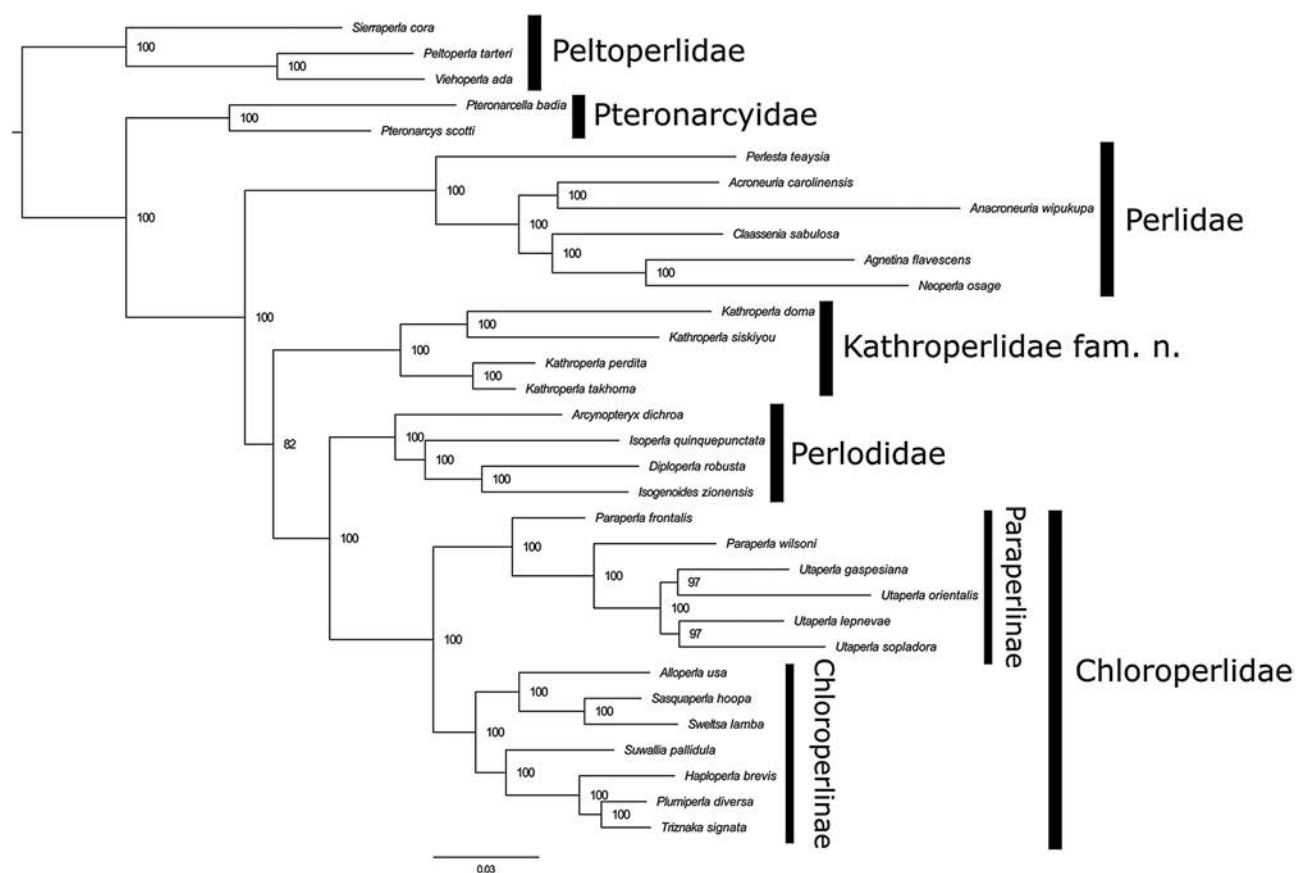 Sierraperla cora
100
Peltoperla tarteri
100
Viehoperla ada
Peltoperlidae
Pteronarcella badia
100
Pteronarcys scotti
Pteronarcyidae
100
Perlesta teaysia
100
Acroneuria carolinensis
100
Anacroneuria wipukupa
100
Claassenia sabulosa
100
Agnetina flavescens
100
Neoperla osage
Perlidae
100
Kathroperla doma
100
Kathroperla siskiyou
100
Kathroperla perdita
100
Kathroperla takhoma
Kathroperlidae fam. n.
82
Arcynopteryx dichroa
100
Isoperla quinquepunctata
100
Diploperla robusta
100
Isogenoides zionensis
Perlodidae
100
Paraperla frontalis
100
Paraperla wilsoni
100
Utaperla gaspesiana
97
Utaperla orientalis
100
Utaperla lepnevae
97
Utaperla sopladora
Paraperlinae
100
Alloperla usa
100
Sasquaperla hoopa
100
Sweltsa lamba
100
Suwallia pallidula
100
Haploperla brevis
100
Plumiperla diversa
100
Triznaka signata
Chloroperlinae
Chloroperlidae
0.03